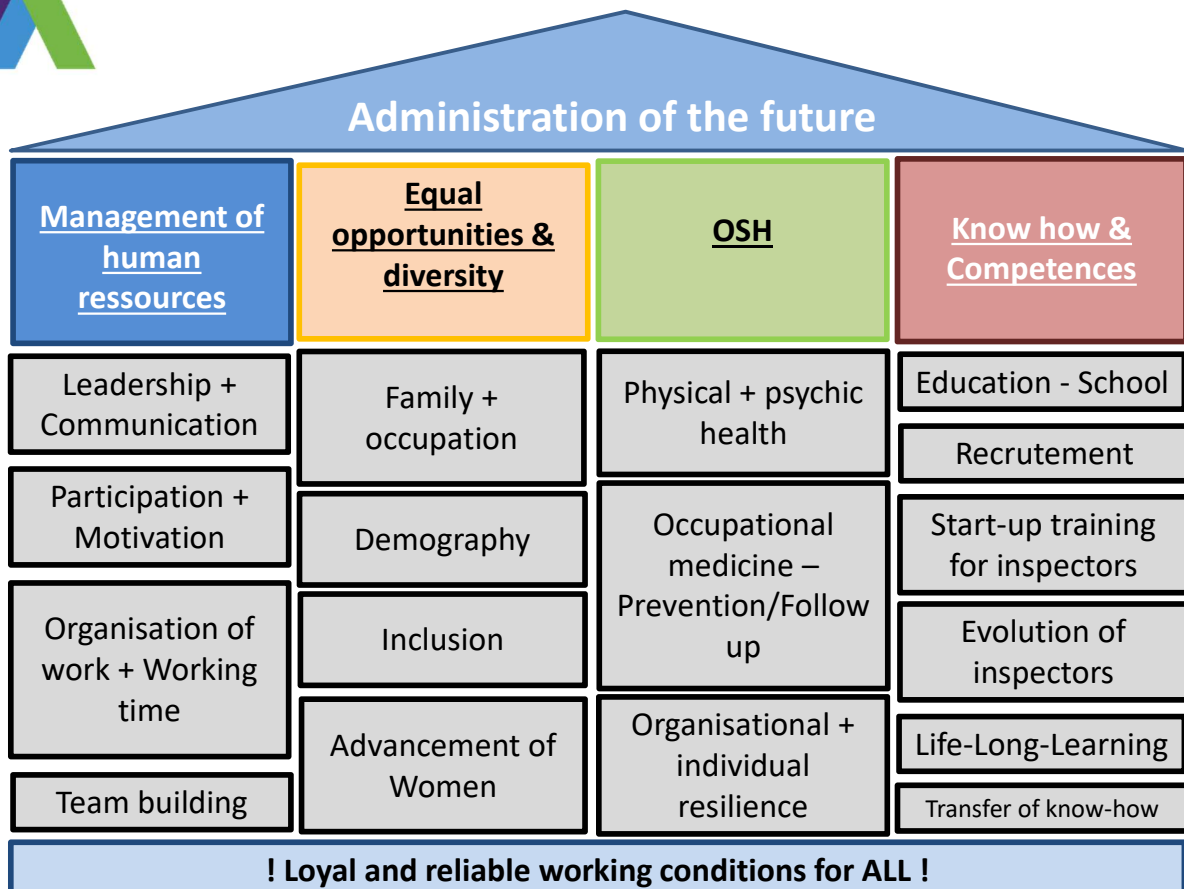 Administration of the future
Management of
human
ressources
Leadership +
Communication
Participation +
Motivation
Organisation of
work + Working
time
Team building
Equal
opportunities &
diversity
Family +
occupation
Demography
Inclusion
Advancement of
Women
OSH
Physical + psychic
health
Occupational
medicine –
Prevention/Follow
up
Organisational +
individual
resilience
Know how &
Competences
Education - School
Recrutement
Start-up training
for inspectors
Evolution of
inspectors
Life-Long-Learning
Transfer of know-how
! Loyal and reliable working conditions for ALL !